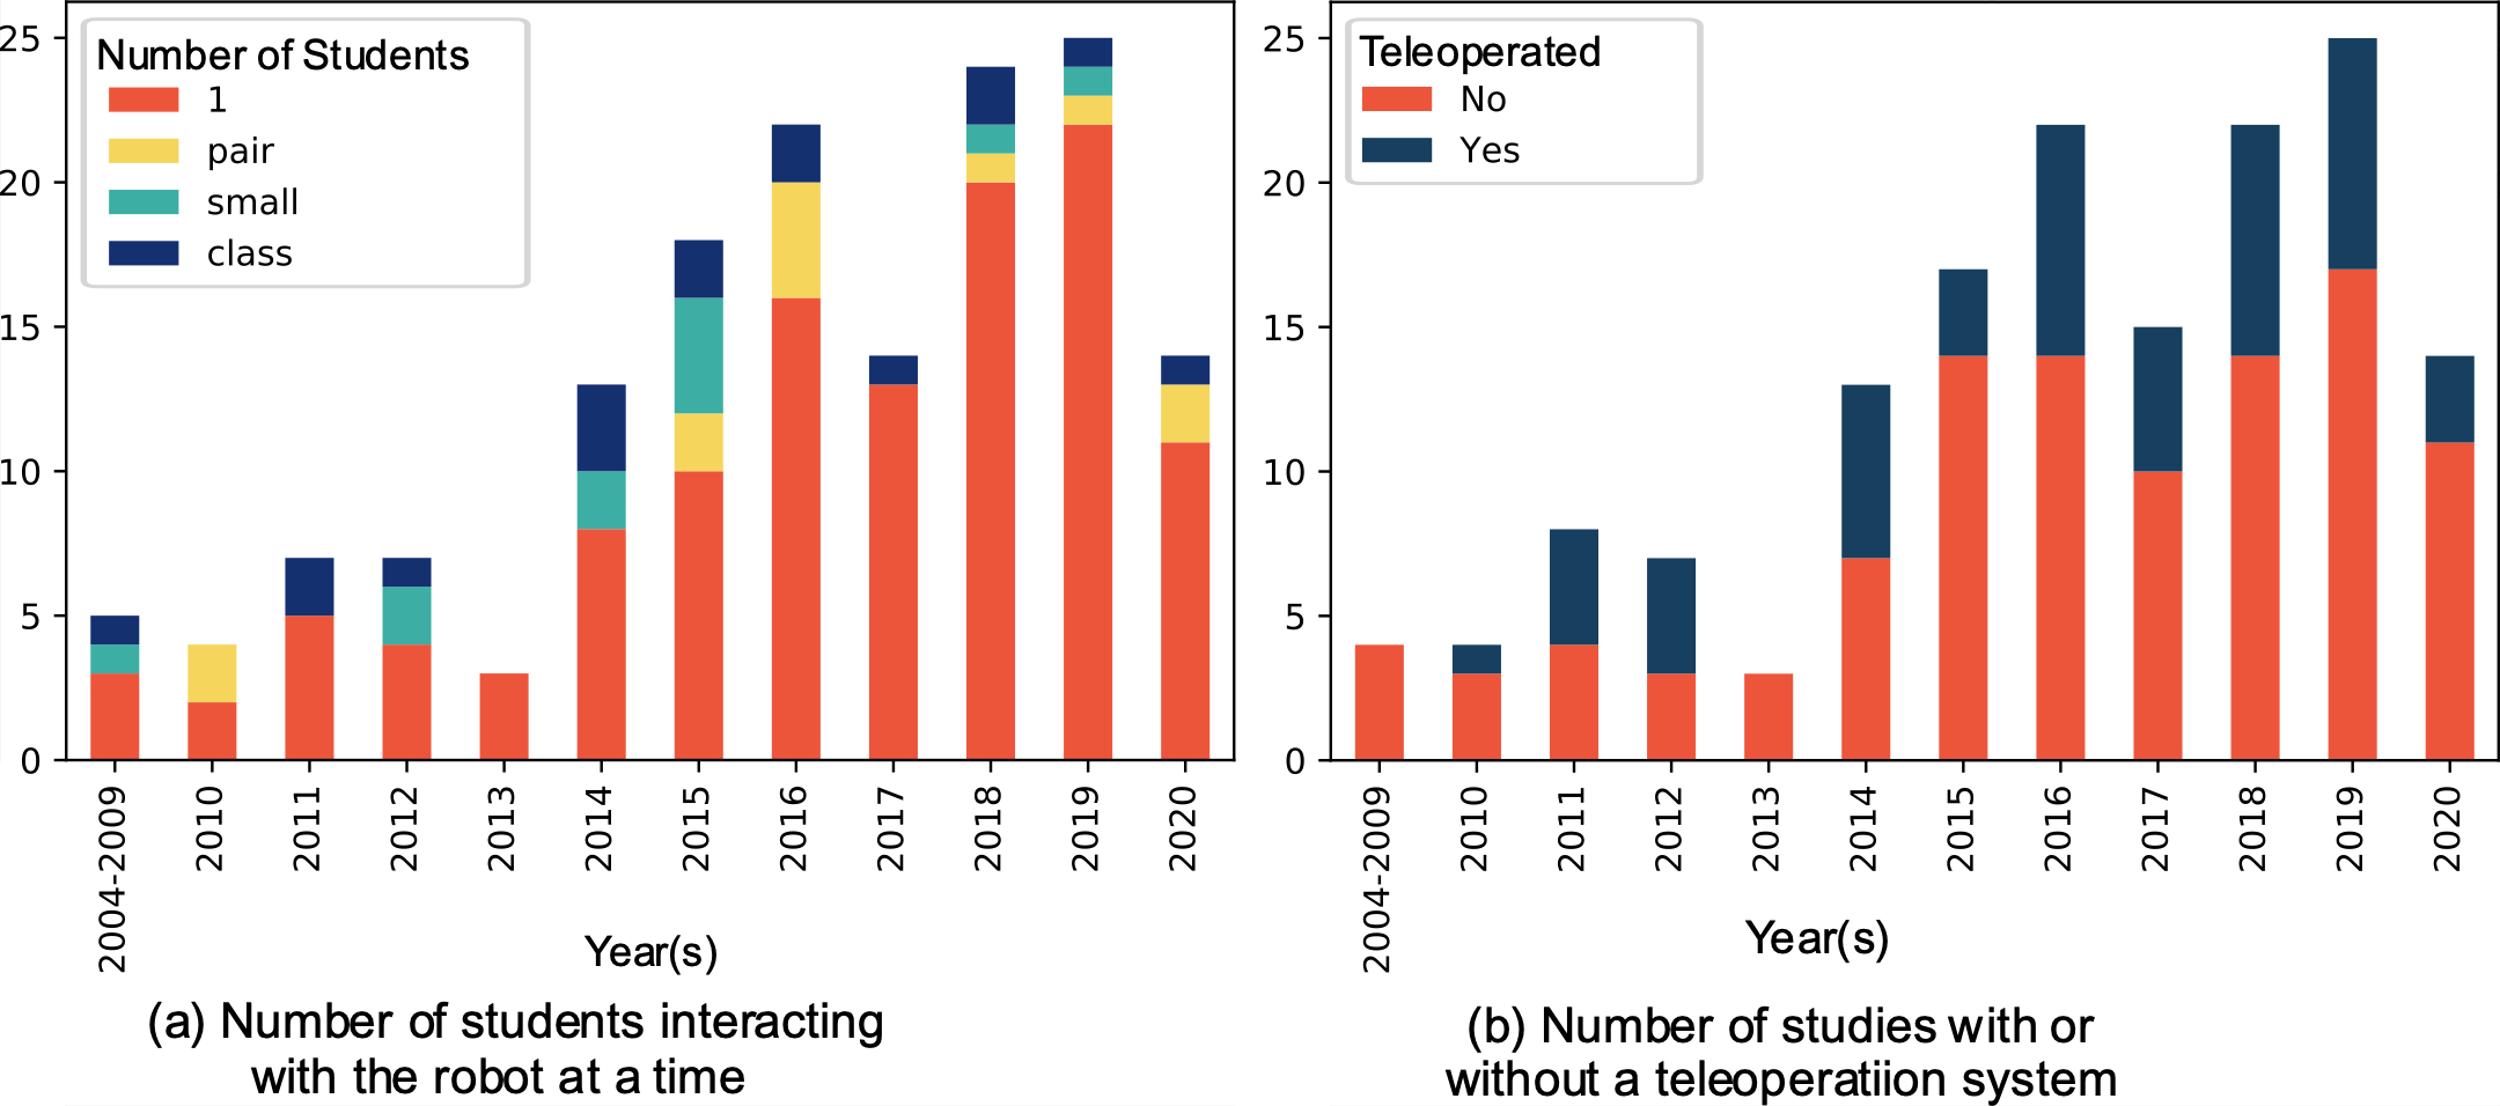 25
20
15
10
5
0
Number of Students
1
pair
small
class
2004-2009
2010
2011
2012
2013
2014
2015
2016
2017
2018
2019
2020
Year(s)
(a) Number of students interacting
with the robot at a time
25
20
15
10
5
0
Teleoperated
No
Yes
2004-2009
2010
2011
2012
2013
2014
2015
2016
2017
2018
2019
2020
Year(s)
(b) Number of studies with or
without a teleoperatiion system